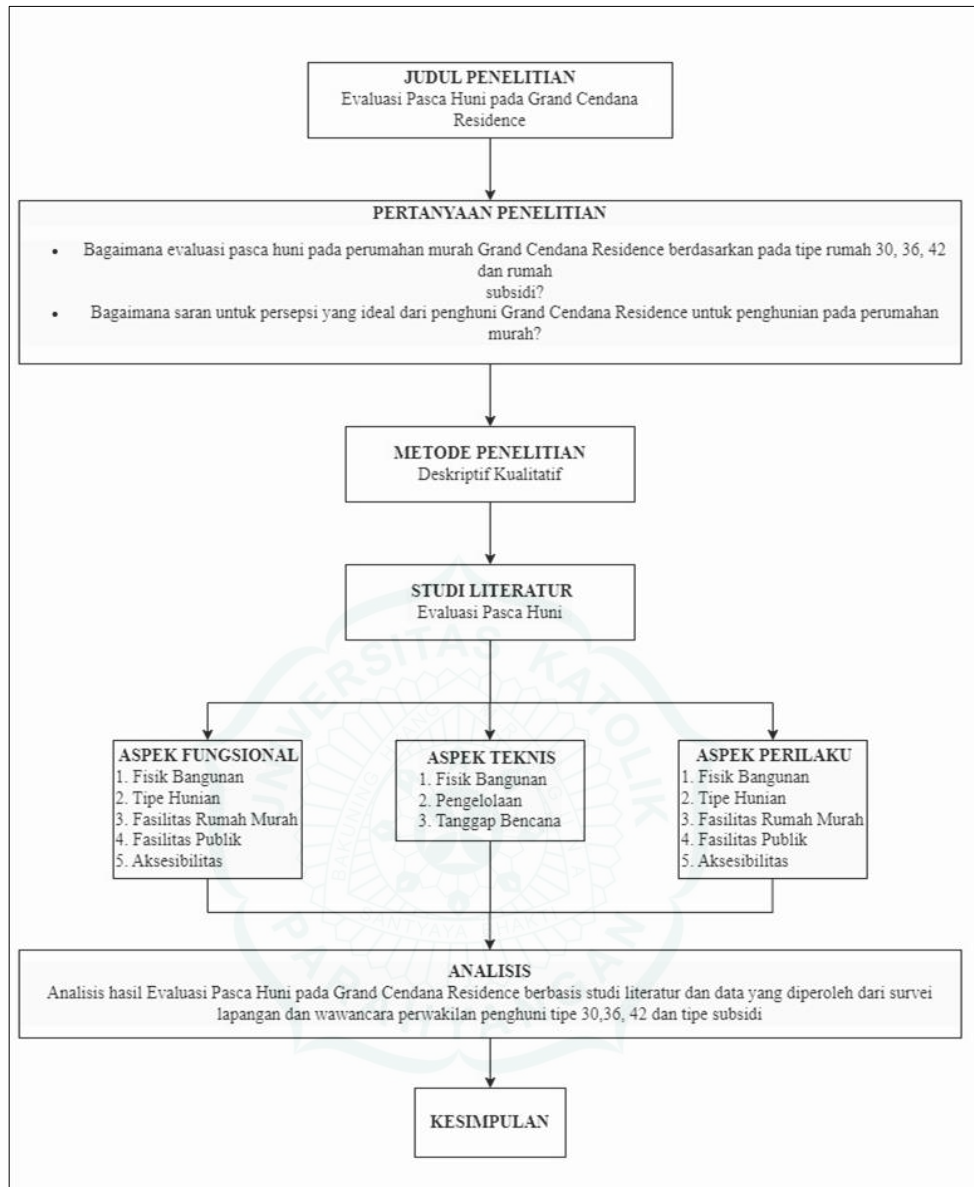 JUDUL PENELITIAN
Evaluasi Pasca Huni pada Grand Cendana
Residence
PERTANYAAN PENELITIAN
• Bagaimana evaluasi pasca huni pada perumahan murah Grand Cendana Residence berdasarkan pada tipe rumah 30, 36, 42
dan rumah
subsidi?
• Bagaimana saran untuk persepsi yang ideal dari penghuni Grand Cendana Residence untuk penghunian pada perumahan
murah?
METODE PENELITIAN
Deskriptif Kualitatif
STUDI LITERATUR
Evaluasi Pasca Huni
UNIVERSITAS KATOLIK
ASPEK FUNGSIONAL
1. Fisik Bangunan
2. Tipe Hunian
3. Fasilitas Rumah Murah
4. Fasilitas Publik
5. Aksesibilitas
ASPEK TEKNIS
1. Fisik Bangunan
2. Pengelolaan
3. Tanggap Bencana
ASPEK PERILAKU
1. Fisik Bangunan
2. Tipe Hunian
3. Fasilitas Rumah Murah
4. Fasilitas Publik
5. Aksesibilitas
BAKUNING
SANTYAYA BHAKTI
PARAHYANGAN
ANALISIS
Analisis hasil Evaluasi Pasca Huni pada Grand Cendana Residence berbasis studi literatur dan data yang diperoleh dari survei
lapangan dan wawancara perwakilan penghuni tipe 30,36, 42 dan tipe subsidi
KESIMPULAN